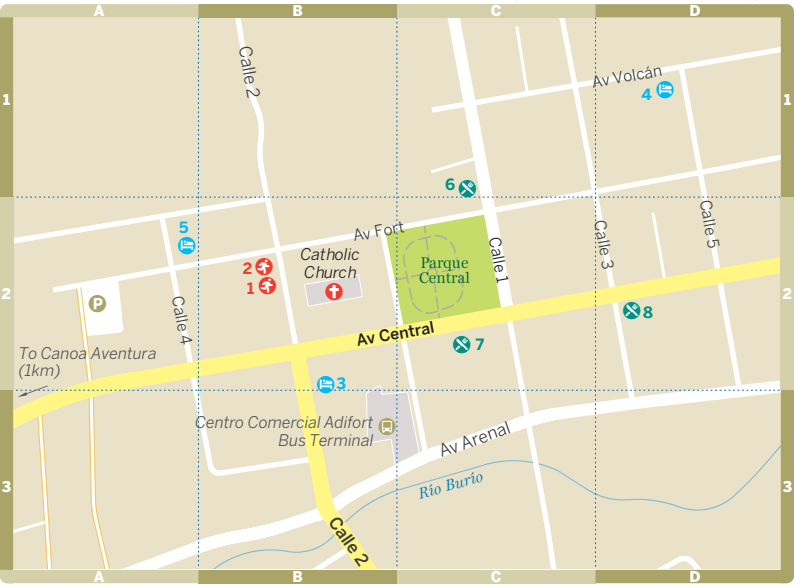 A B C D
Calle 2
Av Volcán
1 1
4
6
5
Av Fort
Calle 5
Catholic
Church
Calle 3
Calle 1
2
1
Parque
Central
P
2 2
Calle 4
8
Av Central
7
To Canoa Aventura
(1km)
3
Centro Comercial Adifort
Bus Terminal
Av Arenal
3 3
Río Burío
Calle 2
A B C D